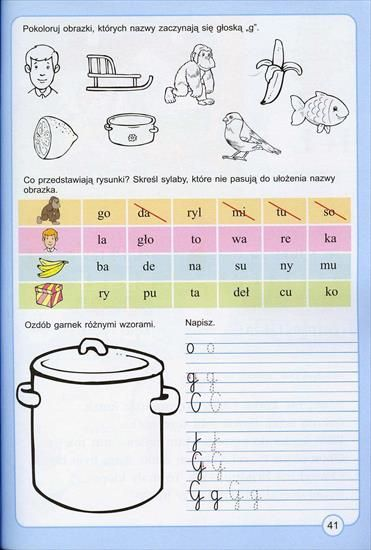 Pokoloruj obrazki, których nazwy zaczynają się głoską „g”.
Co przedstawiają rysunki? Skreśl sylaby, które nie pasują do ułożenia nazwy
obrazka.
go da ryl mi tu so
la gło to wa re ka
ba de na su ny mu
ry pu ta deł cu ko
Ozdób garnek różnymi wzorami.
Napisz.
o o
g g
C C
G G
G g G g
41